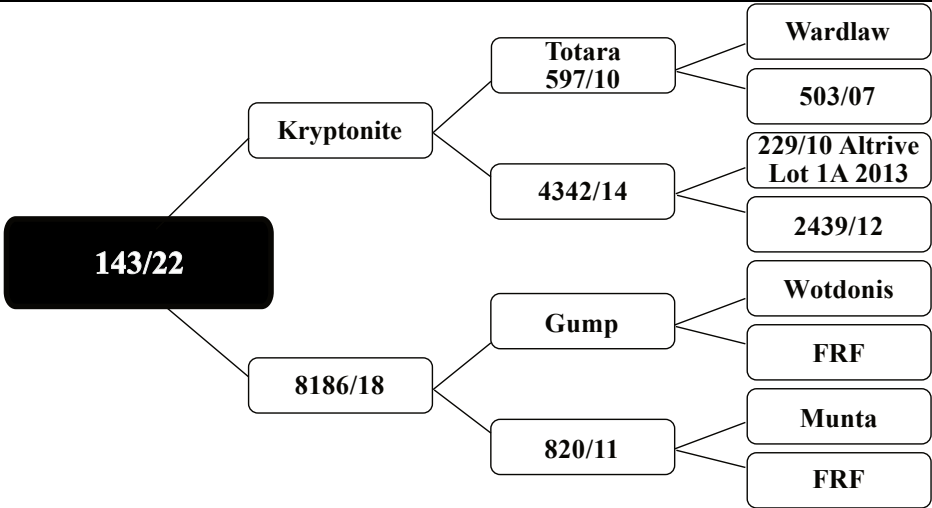 Wardlaw
Totara
597/10
503/07
Kryptonite
229/10 Altrive
Lot 1A 2013
4342/14
2439/12
143/22
Wotdonis
Gump
FRF
8186/18
Munta
820/11
FRF